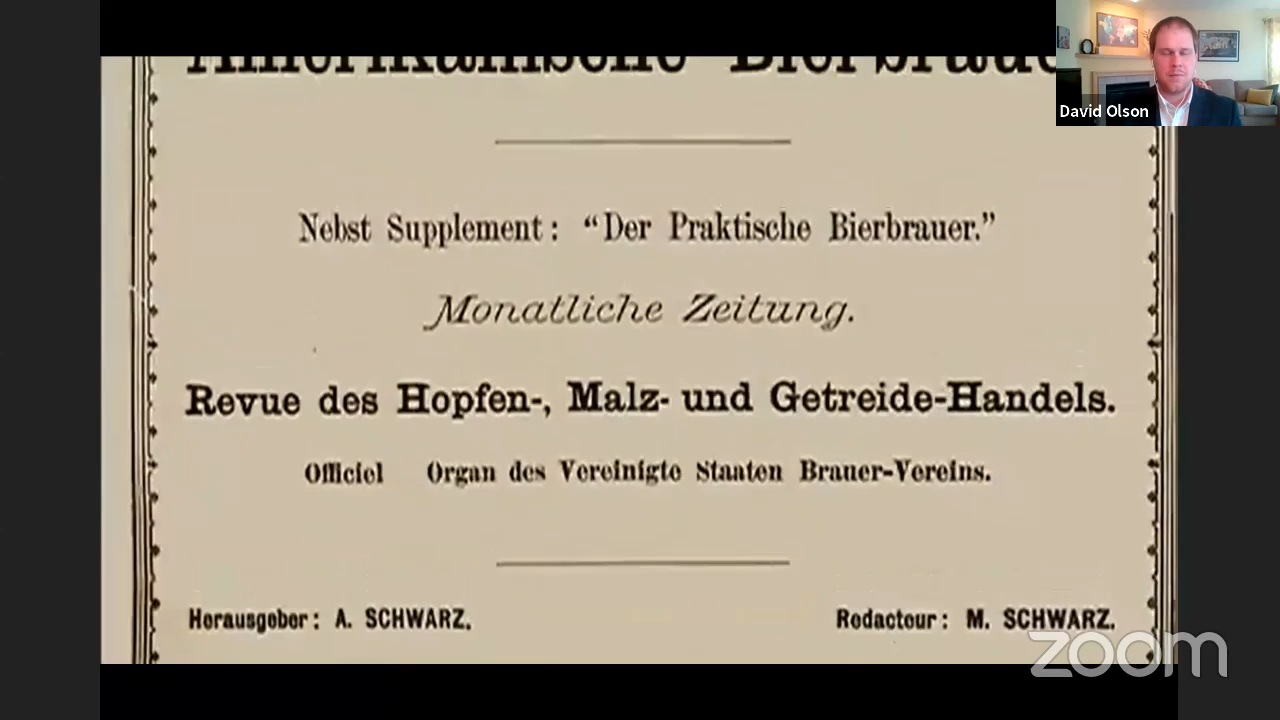 David Olson
Nebst Supplement: “Der Praktische Bierbrauer.”
Monatliche Zeitung.
Revue des Hopfen-, Malz- und Getreide-Handels.
Officiel Organ des Vereinigte Staaten Brauer-Vereins.
Herausgeber: A. SCHWARZ.
Redacteur: M. SCHWARZ.
zoom